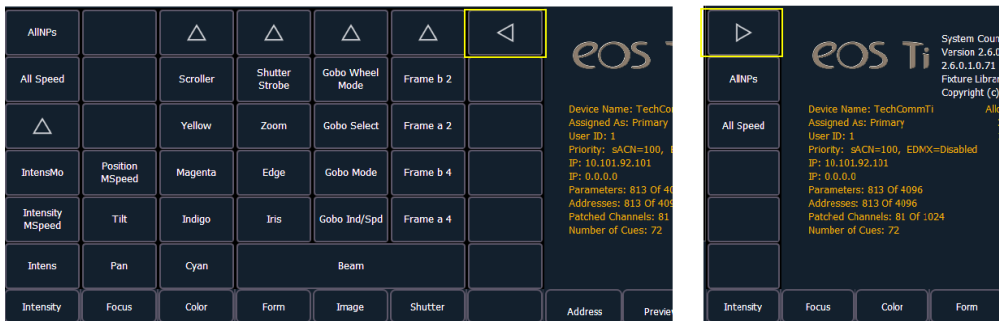 AllNPs
All Speed
Scroller
Shutter
Strobe
Gobo Wheel
Mode
Frame b 2
Yellow
Zoom
Gobo Select
Frame a 2
IntensMo
Position
MSpeed
Magenta
Edge
Gobo Mode
Frame b 4
Intensity
MSpeed
Tilt
Indigo
Iris
Gobo Ind/Spd
Frame a 4
Intens
Pan
Cyan
Beam
Intensity
Focus
Color
Form
Image
Shutter
eos T
Device Name: TechCo
Assigned As: Primary
User ID: 1
Priority: sACN=100, E
IP: 10.101.92.101
IP: 0.0.0.0
Parameters: 813 Of 40
Addresses: 813 Of 409
Patched Channels: 81
Number of Cues: 72
Address
Preview
AllNPs
All Speed
Intensity
eos Ti
System Coun
Version 2.6.0
2.6.0.1.0.71
Fixture Librar
Copyright (c)
Device Name: TechCommTi
Allo
Assigned As: Primary
User ID: 1
Priority: sACN=100, EDMX=Disabled
IP: 10.101.92.101
IP: 0.0.0.0
Parameters: 813 Of 4096
Addresses: 813 Of 4096
Patched Channels: 81 Of 1024
Number of Cues: 72
Focus
Color
Form